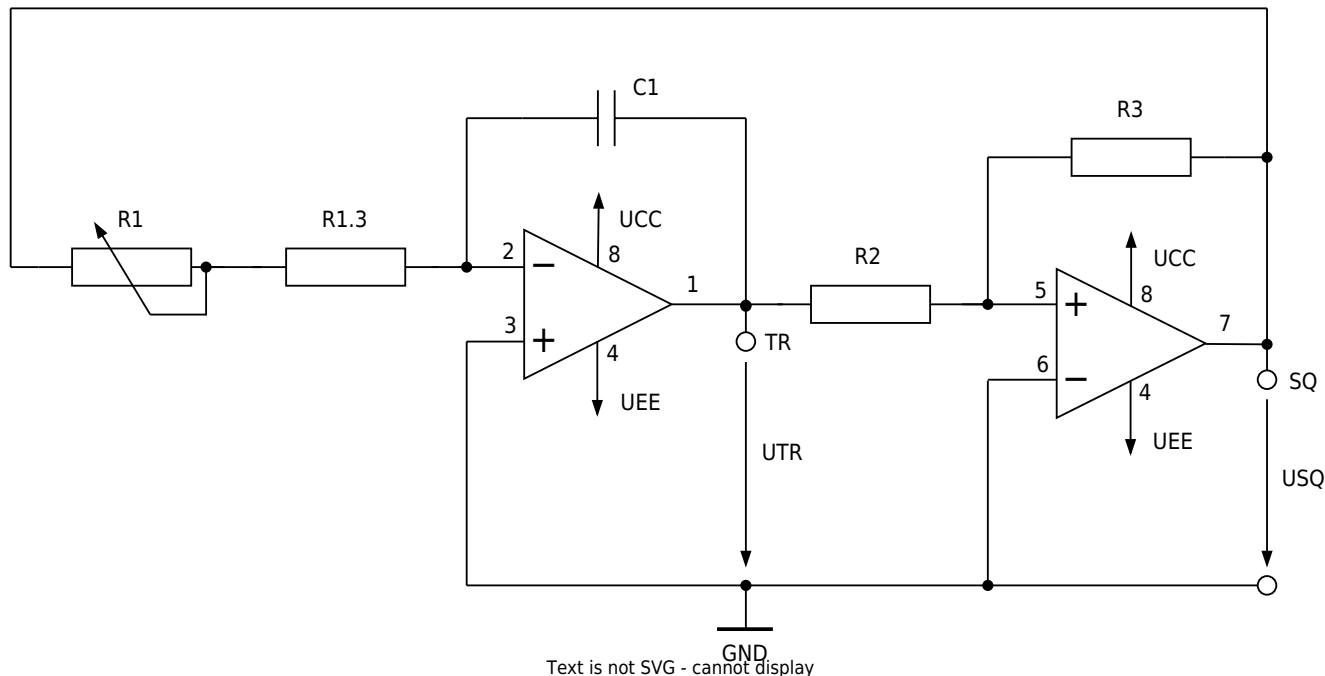 C1
R3
R1
R1.3
UCC
2
−
8
3
+
4
UEE
1
TR
UTR
R2
UCC
5
+
8
6
−
4
UEE
7
SQ
USQ
GND
Text is not SVG - cannot display